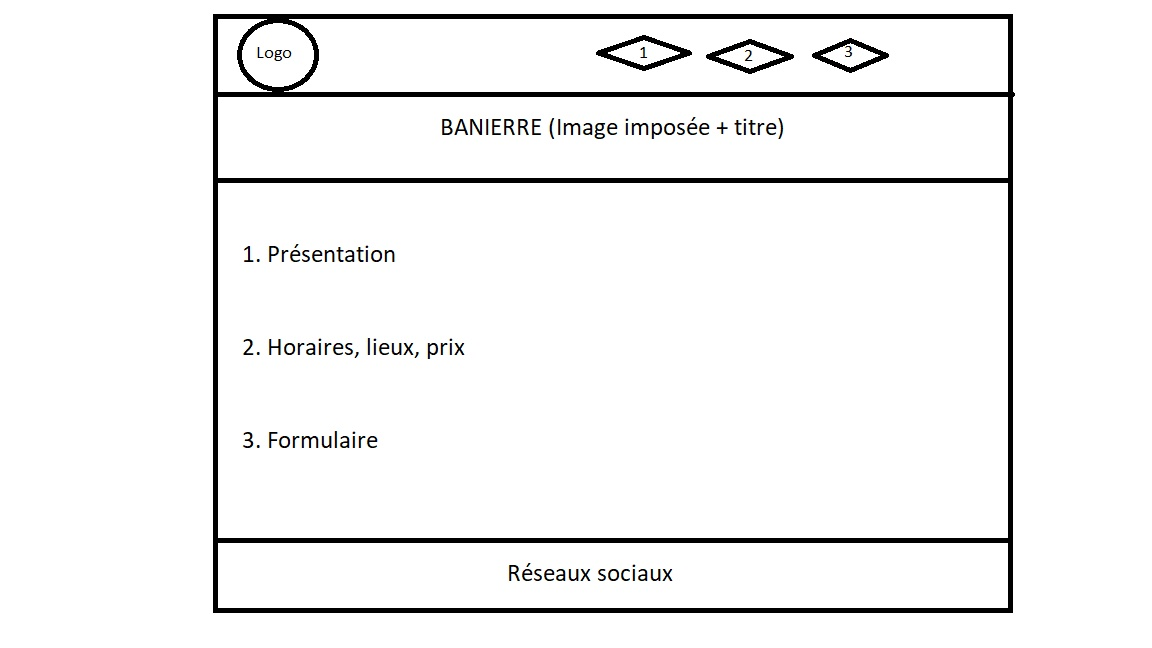 Logo
1
2
3
BANIERRE (Image imposée + titre)
1. Présentation
2. Horaires, lieux, prix
3. Formulaire
Réseaux sociaux